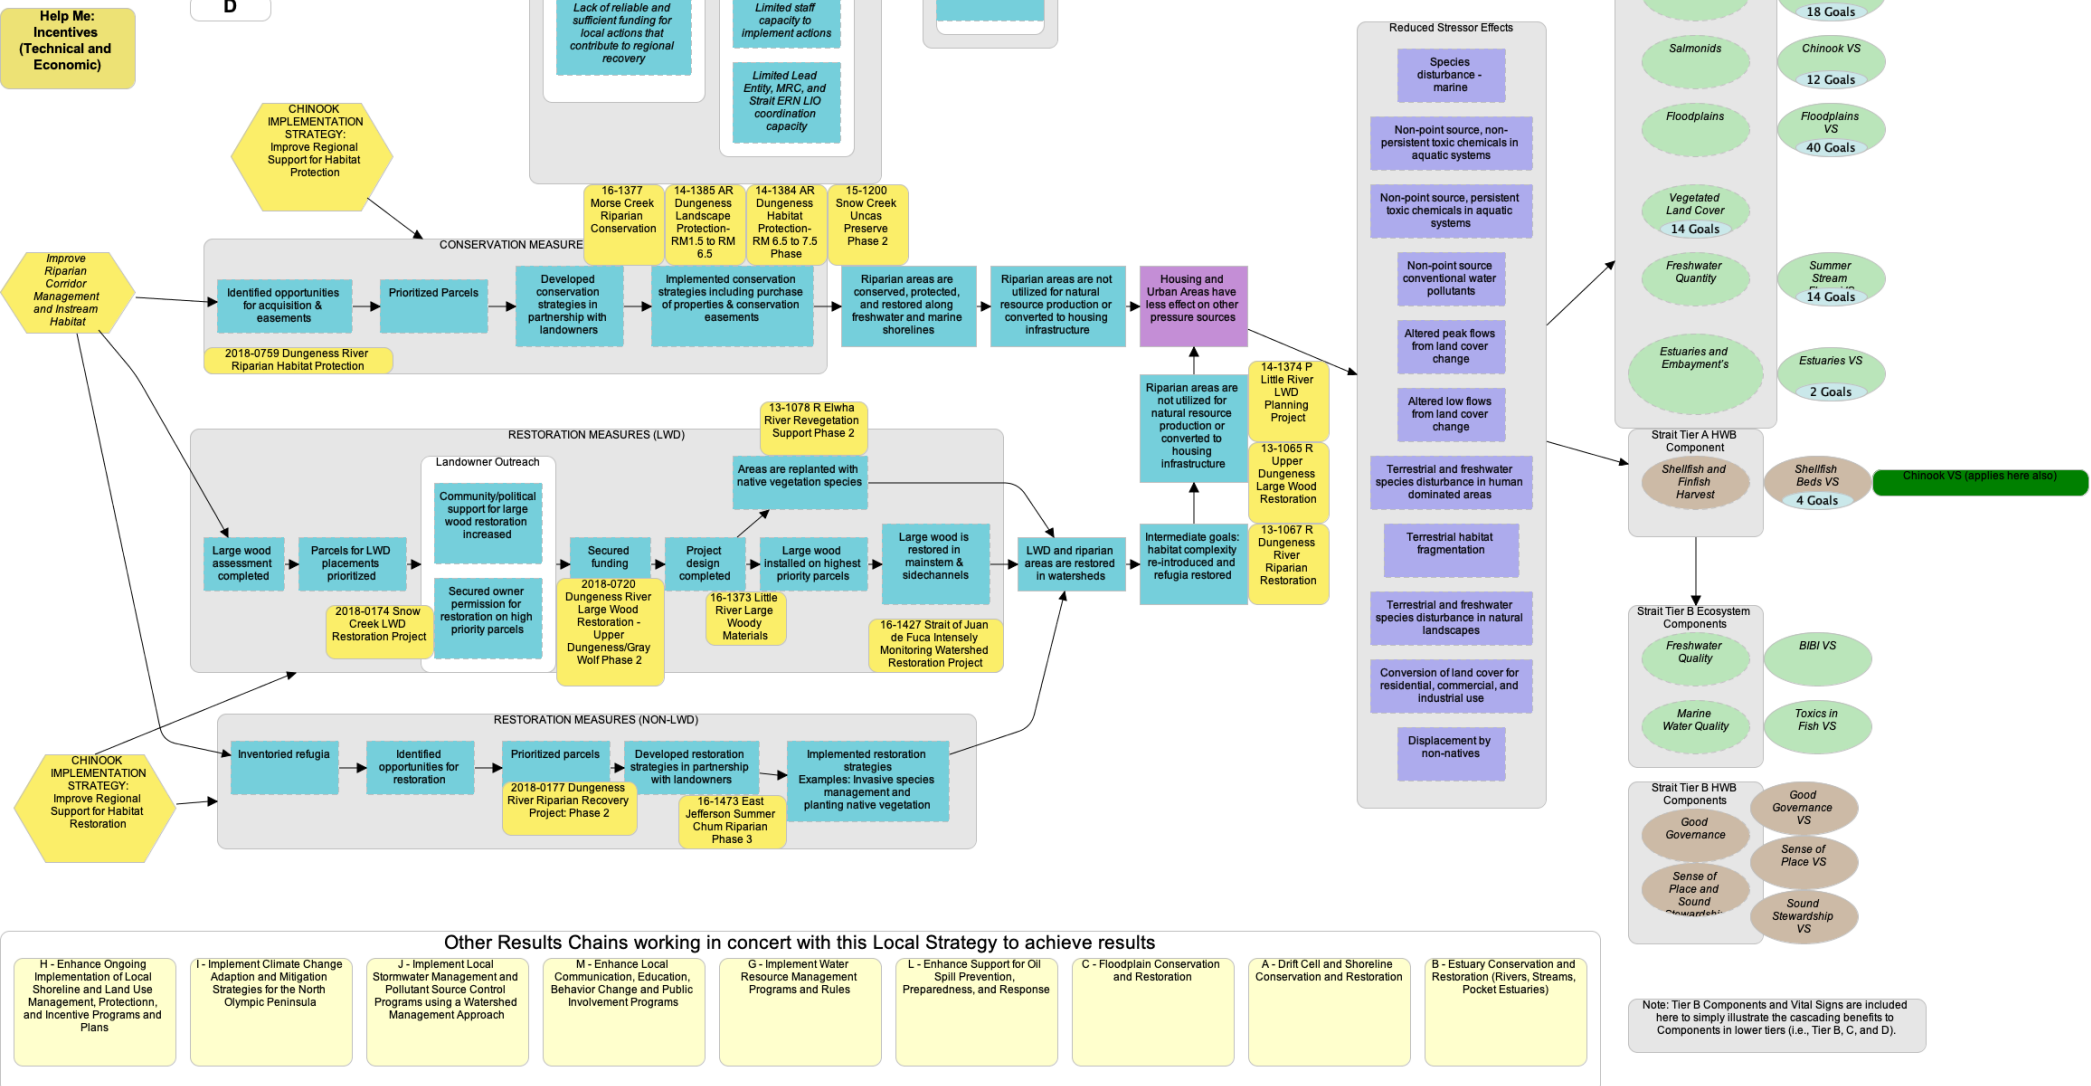 Help Me:
Incentives
(Technical and
Economic)
D
Lack of reliable and
sufficient funding for
local actions that
contribute to regional
recovery
Limited staff
capacity to
implement actions
Limited Lead
Entity, MRC, and
Strait ERN LIO
coordination
capacity
CHINOOK
IMPLEMENTATION
STRATEGY:
Improve Regional
Support for Habitat
Protection
Improve
Riparian
Corridor
Management
and Instream
Habitat
CONSERVATION MEASURE
16-1377
Morse Creek
Riparian
Conservation
14-1385 AR
Dungeness
Landscape
Protection-
RM1.5 to RM
6.5
14-1384 AR
Dungeness
Habitat
Protection-
RM 6.5 to 7.5
Phase
15-1200
Snow Creek
Uncas
Preserve
Phase 2
Identified opportunities
for acquisition &
easements
Prioritized Parcels
Developed
conservation
strategies in
partnership with
landowners
Implemented conservation
strategies including purchase
of properties & conservation
easements
Riparian areas are
conserved, protected,
and restored along
freshwater and marine
shorelines
Riparian areas are not
utilized for natural
resource production or
converted to housing
infrastructure
Housing and
Urban Areas have
less effect on other
pressure sources
2018-0759 Dungeness River
Riparian Habitat Protection
RESTORATION MEASURES (LWD)
13-1078 R Elwha
River Revegetation
Support Phase 2
Areas are replanted with
native vegetation species
Landowner Outreach
Community/political
support for large
wood restoration
increased
Secured owner
permission for
restoration on high
priority parcels
Large wood
assessment
completed
Parcels for LWD
placements
prioritized
Secured
funding
Project
design
completed
Large wood
installed on highest
priority parcels
Large wood is
restored in
mainstem &
sidechannels
LWD and riparian
areas are restored
in watersheds
Intermediate goals:
habitat complexity
re-introduced and
refugia restored
Riparian areas are
not utilized for
natural resource
production or
converted to
housing
infrastructure
14-1374 P
Little River
LWD
Planning
Project
13-1065 R
Upper
Dungeness
Large Wood
Restoration
13-1067 R
Dungeness
River
Riparian
Restoration
2018-0174 Snow
Creek LWD
Restoration Project
2018-0720
Dungeness River
Large Wood
Restoration -
Upper
Dungeness/Gray
Wolf Phase 2
16-1373 Little
River Large
Woody
Materials
16-1427 Strait of Juan
de Fuca Intensely
Monitoring Watershed
Restoration Project
RESTORATION MEASURES (NON-LWD)
CHINOOK
IMPLEMENTATION
STRATEGY:
Improve Regional
Support for Habitat
Restoration
Inventoried refugia
Identified
opportunities for
restoration
Prioritized parcels
Developed restoration
strategies in partnership
with landowners
Implemented restoration
strategies
Examples: Invasive species
management and
planting native vegetation
2018-0177 Dungeness
River Riparian Recovery
Project: Phase 2
16-1473 East
Jefferson Summer
Chum Riparian
Phase 3
Reduced Stressor Effects
Species
disturbance -
marine
Non-point source, non-
persistent toxic chemicals in
aquatic systems
Non-point source, persistent
toxic chemicals in aquatic
systems
Non-point source
conventional water
pollutants
Altered peak flows
from land cover
change
Altered low flows
from land cover
change
Terrestrial and freshwater
species disturbance in human
dominated areas
Terrestrial habitat
fragmentation
Terrestrial and freshwater
species disturbance in natural
landscapes
Conversion of land cover for
residential, commercial, and
industrial use
Displacement by
non-natives
18 Goals
Salmonids
Chinook VS
12 Goals
Floodplains
Floodplains
VS
40 Goals
Vegetated
Land Cover
14 Goals
Freshwater
Quantity
Summer
Stream
14 Goals
Estuaries and
Embayment's
Estuaries VS
2 Goals
Strait Tier A HWB
Component
Shellfish and
Finfish
Harvest
Shellfish
Beds VS
4 Goals
Chinook VS (applies here also)
Strait Tier B Ecosystem
Components
Freshwater
Quality
BIBI VS
Marine
Water Quality
Toxics in
Fish VS
Strait Tier B HWB
Components
Good
Governance
Good
Governance
VS
Sense of
Place and
Sound
Stewardship
Sense of
Place VS
Sound
Stewardship
VS
Note: Tier B Components and Vital Signs are included
here to simply illustrate the cascading benefits to
Components in lower tiers (i.e., Tier B, C, and D).
Other Results Chains working in concert with this Local Strategy to achieve results
H - Enhance Ongoing
Implementation of Local
Shoreline and Land Use
Management, Protectionn,
and Incentive Programs and
Plans
I - Implement Climate Change
Adaption and Mitigation
Strategies for the North
Olympic Peninsula
J - Implement Local
Stormwater Management and
Pollutant Source Control
Programs using a Watershed
Management Approach
M - Enhance Local
Communication, Education,
Behavior Change and Public
Involvement Programs
G - Implement Water
Resource Management
Programs and Rules
L - Enhance Support for Oil
Spill Prevention,
Preparedness, and Response
C - Floodplain Conservation
and Restoration
A - Drift Cell and Shoreline
Conservation and Restoration
B - Estuary Conservation and
Restoration (Rivers, Streams,
Pocket Estuaries)